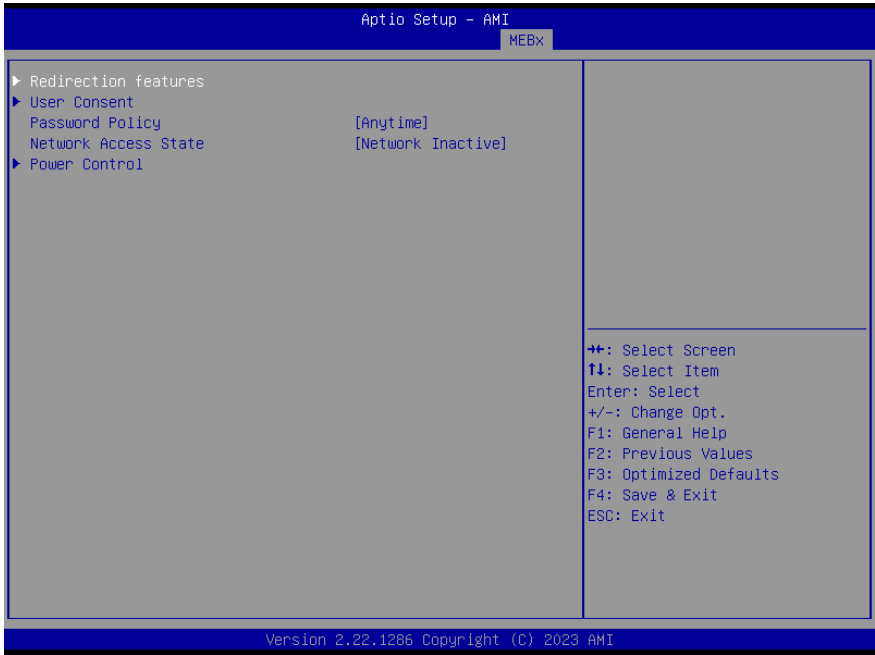 Aptio Setup – AMI
MEBx
▶ Redirection features
▶ User Consent
Password Policy [Anytime]
Network Access State [Network Inactive]
▶ Power Control
→←: Select Screen
↑↓: Select Item
Enter: Select
+/-: Change Opt.
F1: General Help
F2: Previous Values
F3: Optimized Defaults
F4: Save & Exit
ESC: Exit
Version 2.22.1286 Copyright (C) 2023 AMI